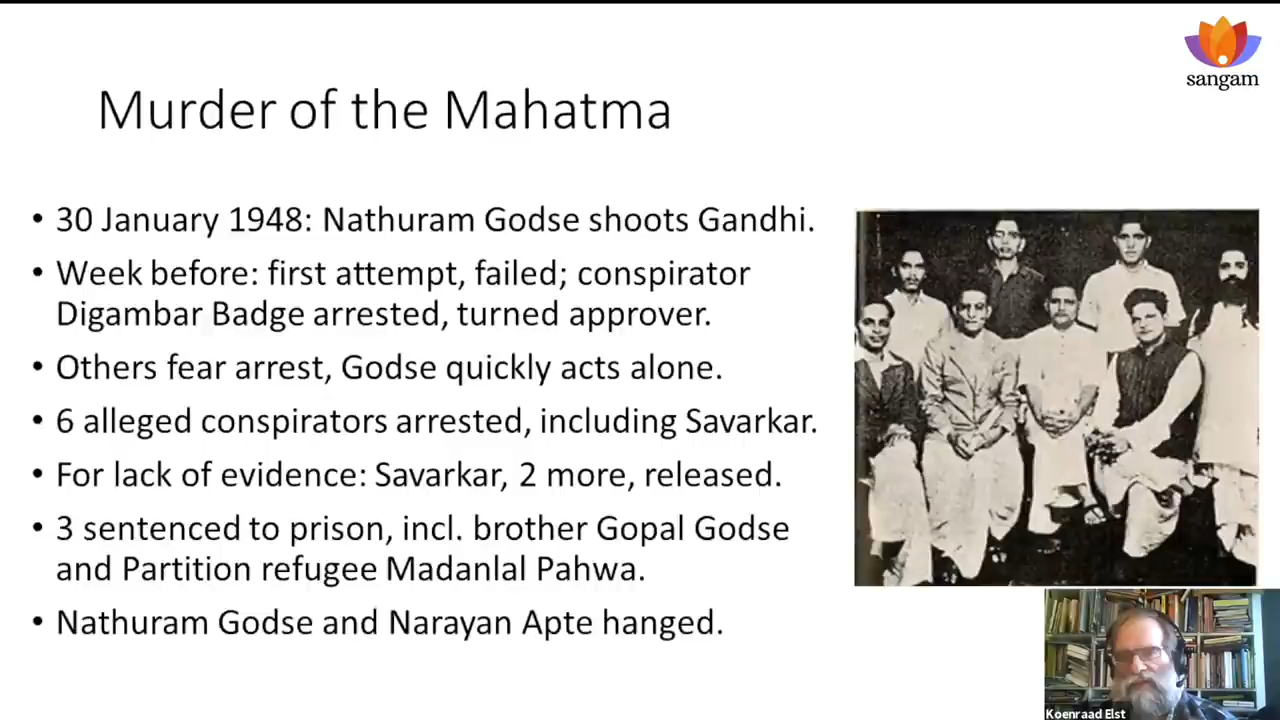 sangam
Murder of the Mahatma
• 30 January 1948: Nathuram Godse shoots Gandhi.
• Week before: first attempt, failed; conspirator
Digambar Badge arrested, turned approver.
• Others fear arrest, Godse quickly acts alone.
• 6 alleged conspirators arrested, including Savarkar.
• For lack of evidence: Savarkar, 2 more, released.
• 3 sentenced to prison, incl. brother Gopal Godse
and Partition refugee Madanlal Pahwa.
• Nathuram Godse and Narayan Apte hanged.
Koenraad Elst